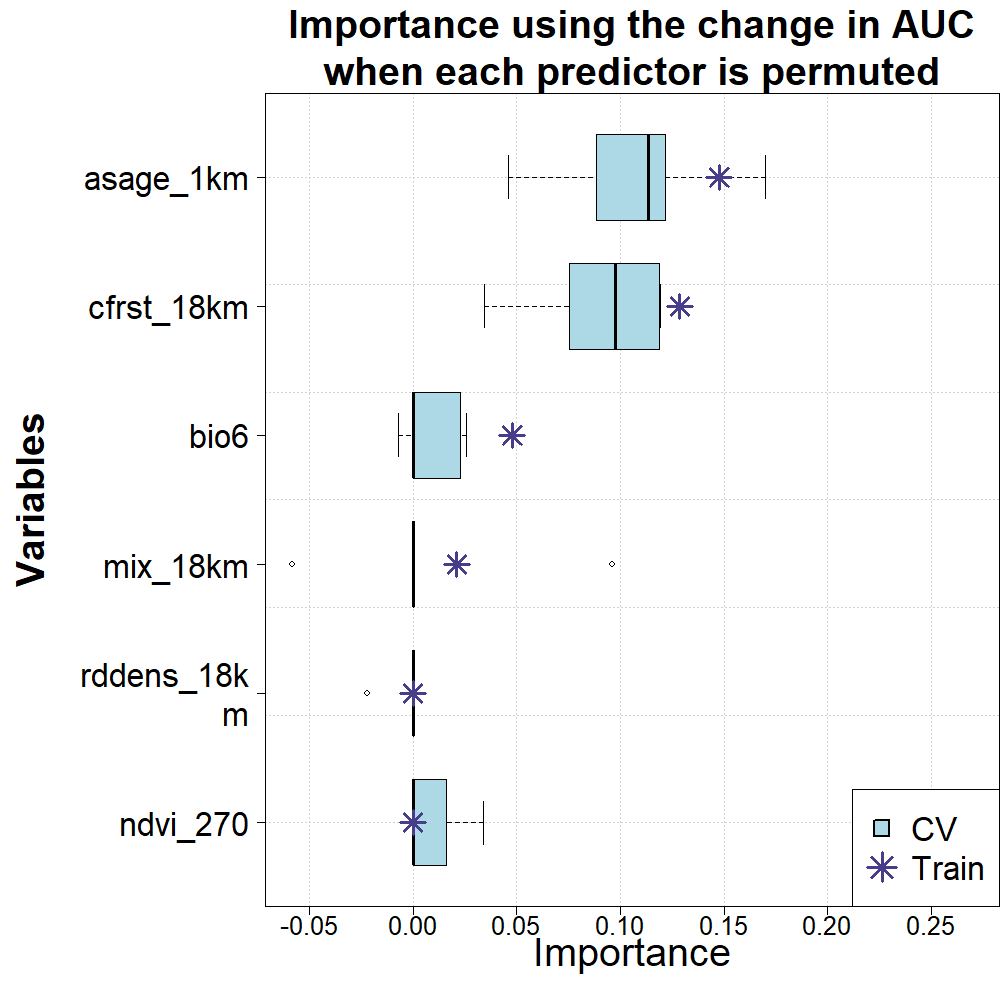 Importance using the change in AUC
when each predictor is permuted
Variables
asage_1km
cfrst_18km
bio6
mix_18km
rddens_18k
m
ndvi_270
CV
Train
-0.05 0.00 0.05 0.10 0.15 0.20 0.25
Importance